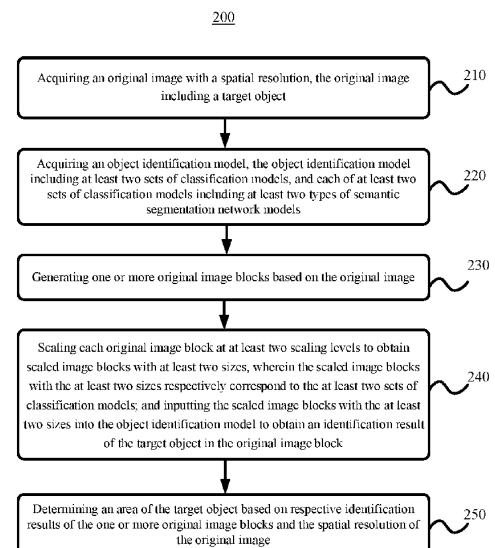 200
Acquiring an original image with a spatial resolution, the original image
including a target object
210
Acquiring an object identification model, the object identification model
including at least two sets of classification models, and each of at least two
sets of classification models including at least two types of semantic
segmentation network models
220
Generating one or more original image blocks based on the original image
230
Scaling each original image block at at least two scaling levels to obtain
scaled image blocks with at least two sizes, wherein the scaled image blocks
with the at least two sizes respectively correspond to the at least two sets of
classification models; and inputting the scaled image blocks with the at least
two sizes into the object identification model to obtain an identification result
of the target object in the original image block
240
Determining an area of the target object based on respective identification
results of the one or more original image blocks and the spatial resolution of
the original image
250